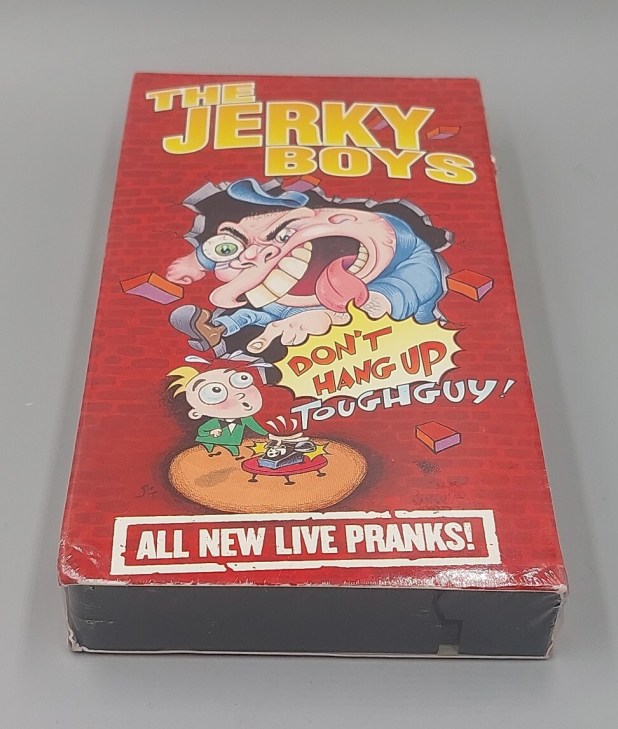 THE
JERKY
BOYS
DON'T
HANG UP
TOUGHGUY!
ALL NEW LIVE PRANKS!